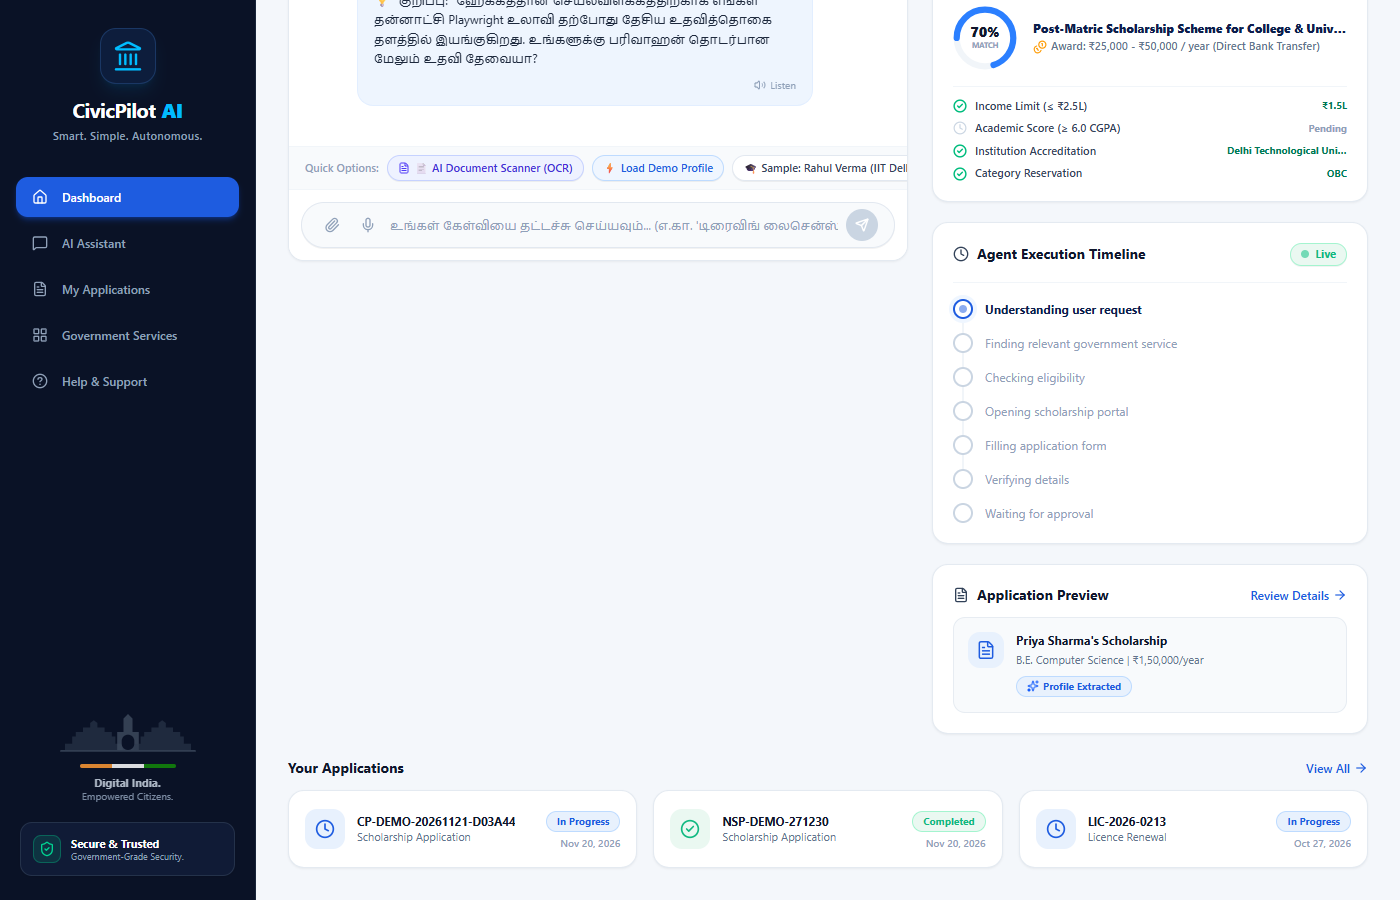 CivicPilot AI
Smart. Simple. Autonomous.
Dashboard
AI Assistant
My Applications
Government Services
Help & Support
Digital India.
Empowered Citizens.
Secure & Trusted
Government-Grade Security.
தன்னாட்சி Playwright உலாவி தற்போது தேசிய உதவித்தொகை
தளத்தில் இயங்குகிறது. உங்களுக்கு பரிவாஹன் தொடர்பான
மேலும் உதவி தேவையா?
Listen
Quick Options:
AI Document Scanner (OCR)
Load Demo Profile
Sample: Rahul Verma (IIT Del
உங்கள் கேள்வியை தட்டச்சு செய்யவும்... (எ.கா. 'டிரைவிங் லைசென்ஸ்
70%
MATCH
Post-Matric Scholarship Scheme for College & Univ...
Award: ₹25,000 - ₹50,000 / year (Direct Bank Transfer)
Income Limit (≤ ₹2.5L) ₹1.5L
Academic Score (≥ 6.0 CGPA) Pending
Institution Accreditation Delhi Technological Uni...
Category Reservation OBC
Agent Execution Timeline
Live
Understanding user request
Finding relevant government service
Checking eligibility
Opening scholarship portal
Filling application form
Verifying details
Waiting for approval
Application Preview
Review Details
Priya Sharma's Scholarship
B.E. Computer Science | ₹1,50,000/year
Profile Extracted
Your Applications
View All
CP-DEMO-20261121-D03A44
Scholarship Application
In Progress
Nov 20, 2026
NSP-DEMO-271230
Scholarship Application
Completed
Nov 20, 2026
LIC-2026-0213
Licence Renewal
In Progress
Oct 27, 2026